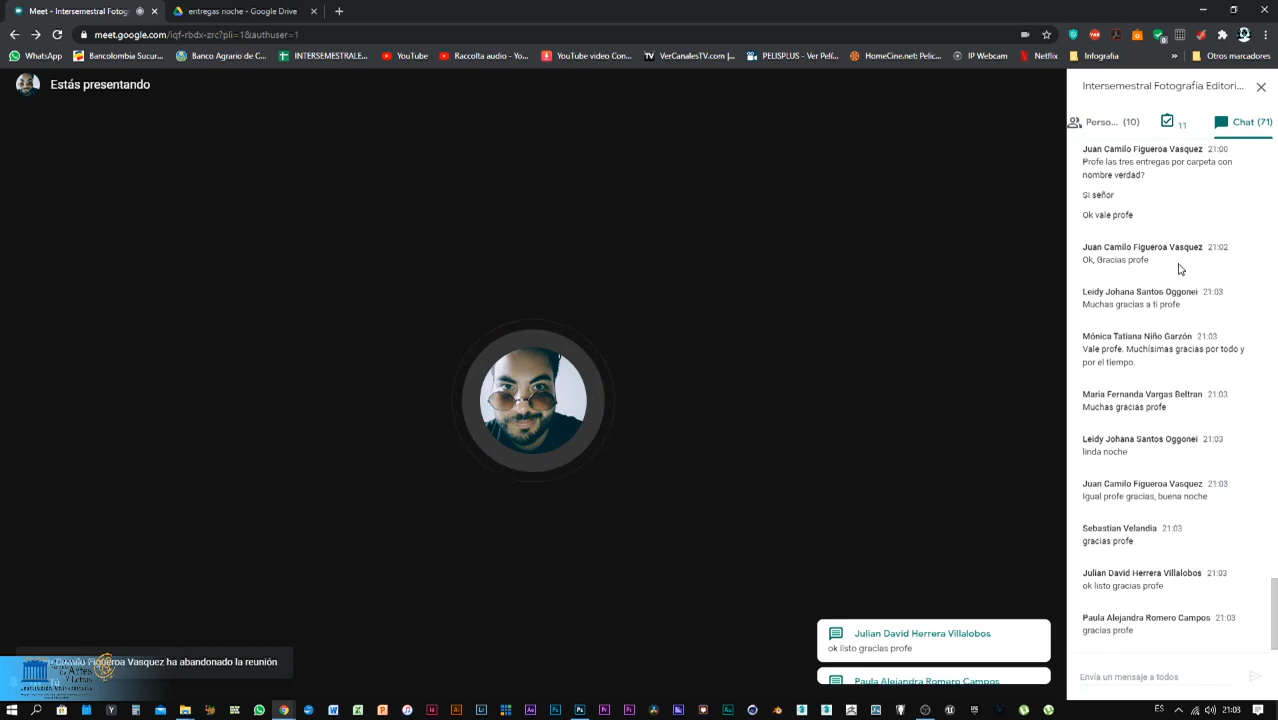 Meet - Intersemestral Fotog
entregas noche - Google Drive
meet.google.com/iqf-rbdx-zrc?pli=1&authuser=1
WhatsApp
Bancolombia Sucur...
Banco Agrario de C...
INTERSEMESTRALE...
YouTube
Raccolta audio - Yo...
YouTube video Con...
VerCanalesTV.com |...
PELISPLUS - Ver Pelí...
HomeCine.net: Pelic...
IP Webcam
Infografia
»
Otros marcadores
Estás presentando
Intersemestral Fotografía Editori...
Perso... (10)
11
Chat (71)
Juan Camilo Figueroa Vasquez 21:00
Profe las tres entregas por carpeta con
nombre verdad?
Si señor
Ok vale profe
Juan Camilo Figueroa Vasquez 21:02
Ok, Gracias profe
Leidy Johana Santos Oggonei 21:03
Muchas gracias a ti profe
Mónica Tatiana Niño Garzón 21:03
Vale profe. Muchísimas gracias por todo y
por el tiempo.
Maria Fernanda Vargas Beltran 21:03
Muchas gracias profe
Leidy Johana Santos Oggonei 21:03
linda noche
Juan Camilo Figueroa Vasquez 21:03
Igual profe gracias, buena noche
Sebastian Velandia 21:03
gracias profe
Julian David Herrera Villalobos 21:03
ok listo gracias profe
Paula Alejandra Romero Campos 21:03
gracias profe
Envía un mensaje a todos
Julian David Herrera Villalobos
ok listo gracias profe
Paula Alejandra Romero Campos
Camilo Figueroa Vasquez ha abandonado la reunión
Tú
ES
21:03